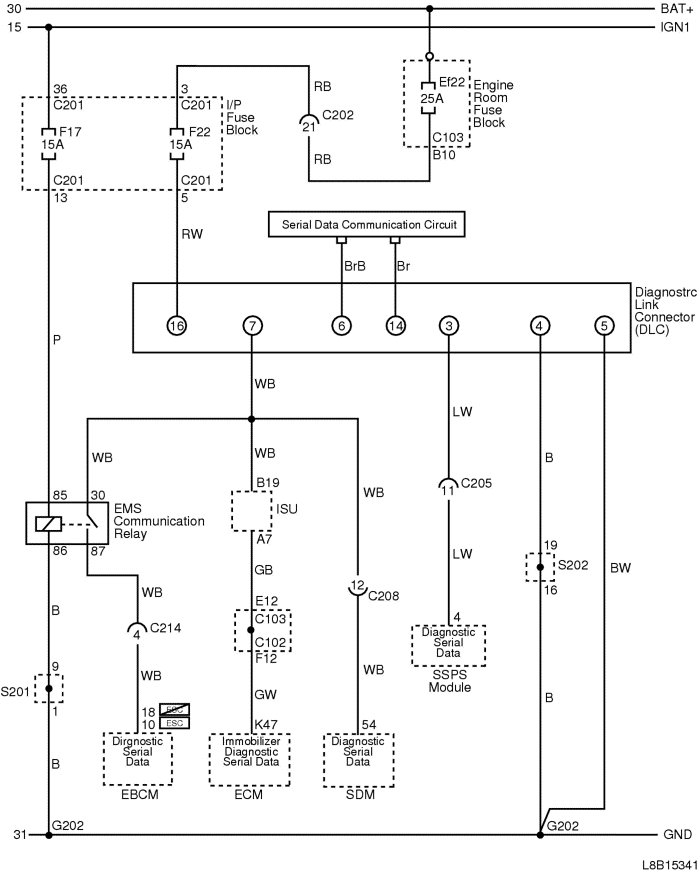 30 BAT+
15 IGN1
36 3
C201 C201
I/P
Fuse
Block
F17
15A
F22
15A
C201 C201
13 5
RB
C202
21
RB
Ef22
25A
Engine
Room
Fuse
Block
C103
B10
RW
Serial Data Communication Circuit
BrB Br
Diagnostrc
Link
Connector
(DLC)
16 7 6 14 3 4 5
P
WB
LW
B
BW
WB
WB
WB
85 30
EMS
Communication
Relay
86 87
B19
ISU
A7
GB
C205
11
LW
19
S202
16
B
WB
C214
4
WB
E12
C103
C102
F12
12
C208
WB
4
Diagnostic
Serial
Data
SSPS
Module
9
S201
1
B
B
18 ESC
10 ESC
GW
K47
54
Dirgnostic
Serial
Data
EBCM
Immobilizer
Diagnostic
Serial Data
ECM
Diagnostic
Serial
Data
SDM
31 G202 G202 GND
L8B15341